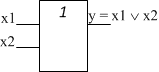 1
x1
y = x1 ∨ x2
x2